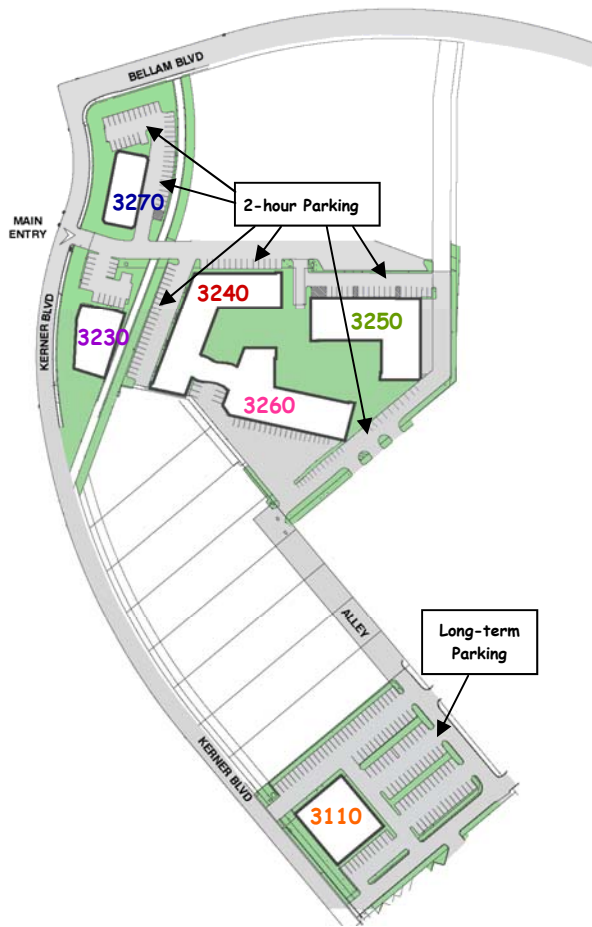 BELLAM BLVD
3270
2-hour Parking
MAIN
ENTRY
3240
3250
3230
KERNER BLVD
3260
ALLEY
Long-term
Parking
KERNER BLVD
3110